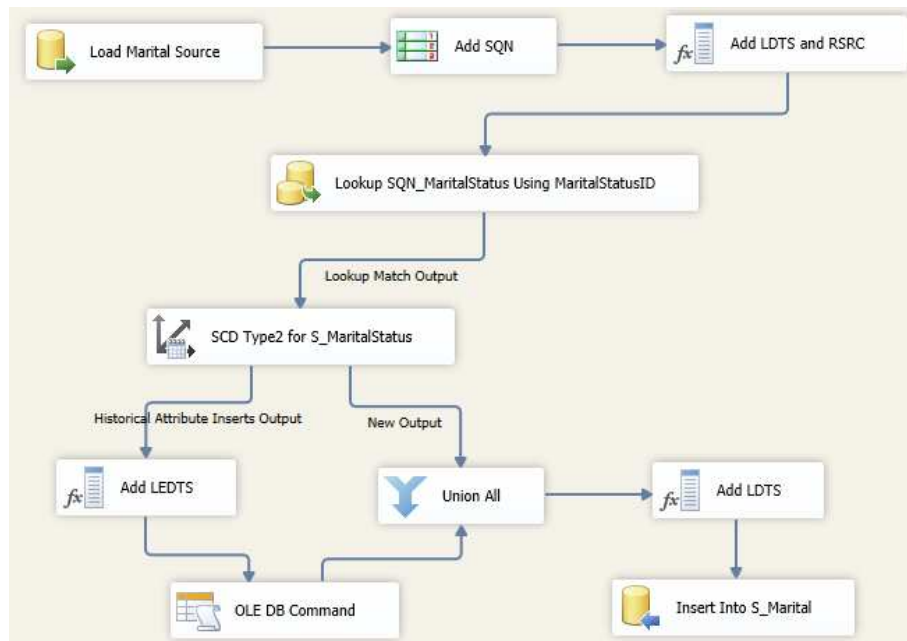 Load Marital Source
Add SQN
Add LDTS and RSRC
Lookup SQN_MaritalStatus Using MaritalStatusID
Lookup Match Output
SCD Type2 for S_MaritalStatus
Historical Attribute Inserts Output
New Output
Add LEDTS
Union All
Add LDTS
OLE DB Command
Insert Into S_Marital